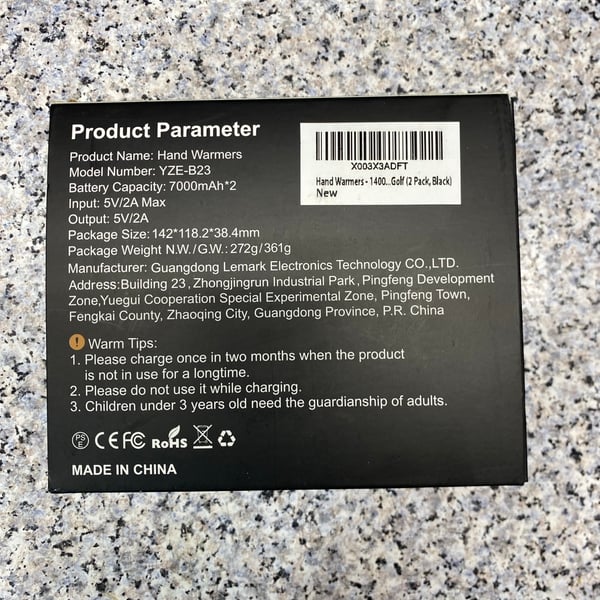 Product Parameter
Product Name: Hand Warmers
Model Number: YZE-B23
Battery Capacity: 7000mAh*2
Input: 5V/2A Max
Output: 5V/2A
Package Size: 142*118.2*38.4mm
Package Weight N.W./G.W.: 272g/361g
Manufacturer: Guangdong Lemark Electronics Technology CO.,LTD.
Address:Building 23, Zhongjingrun Industrial Park, Pingfeng Development
Zone,Yuegui Cooperation Special Experimental Zone, Pingfeng Town,
Fengkai County, Zhaoqing City, Guangdong Province, P.R. China
X003X3ADFT
Hand Warmers - 1400...Golf (2 Pack, Black)
New
! Warm Tips:
1. Please charge once in two months when the product
is not in use for a longtime.
2. Please do not use it while charging.
3. Children under 3 years old need the guardianship of adults.
PSE CE FC RoHS
MADE IN CHINA